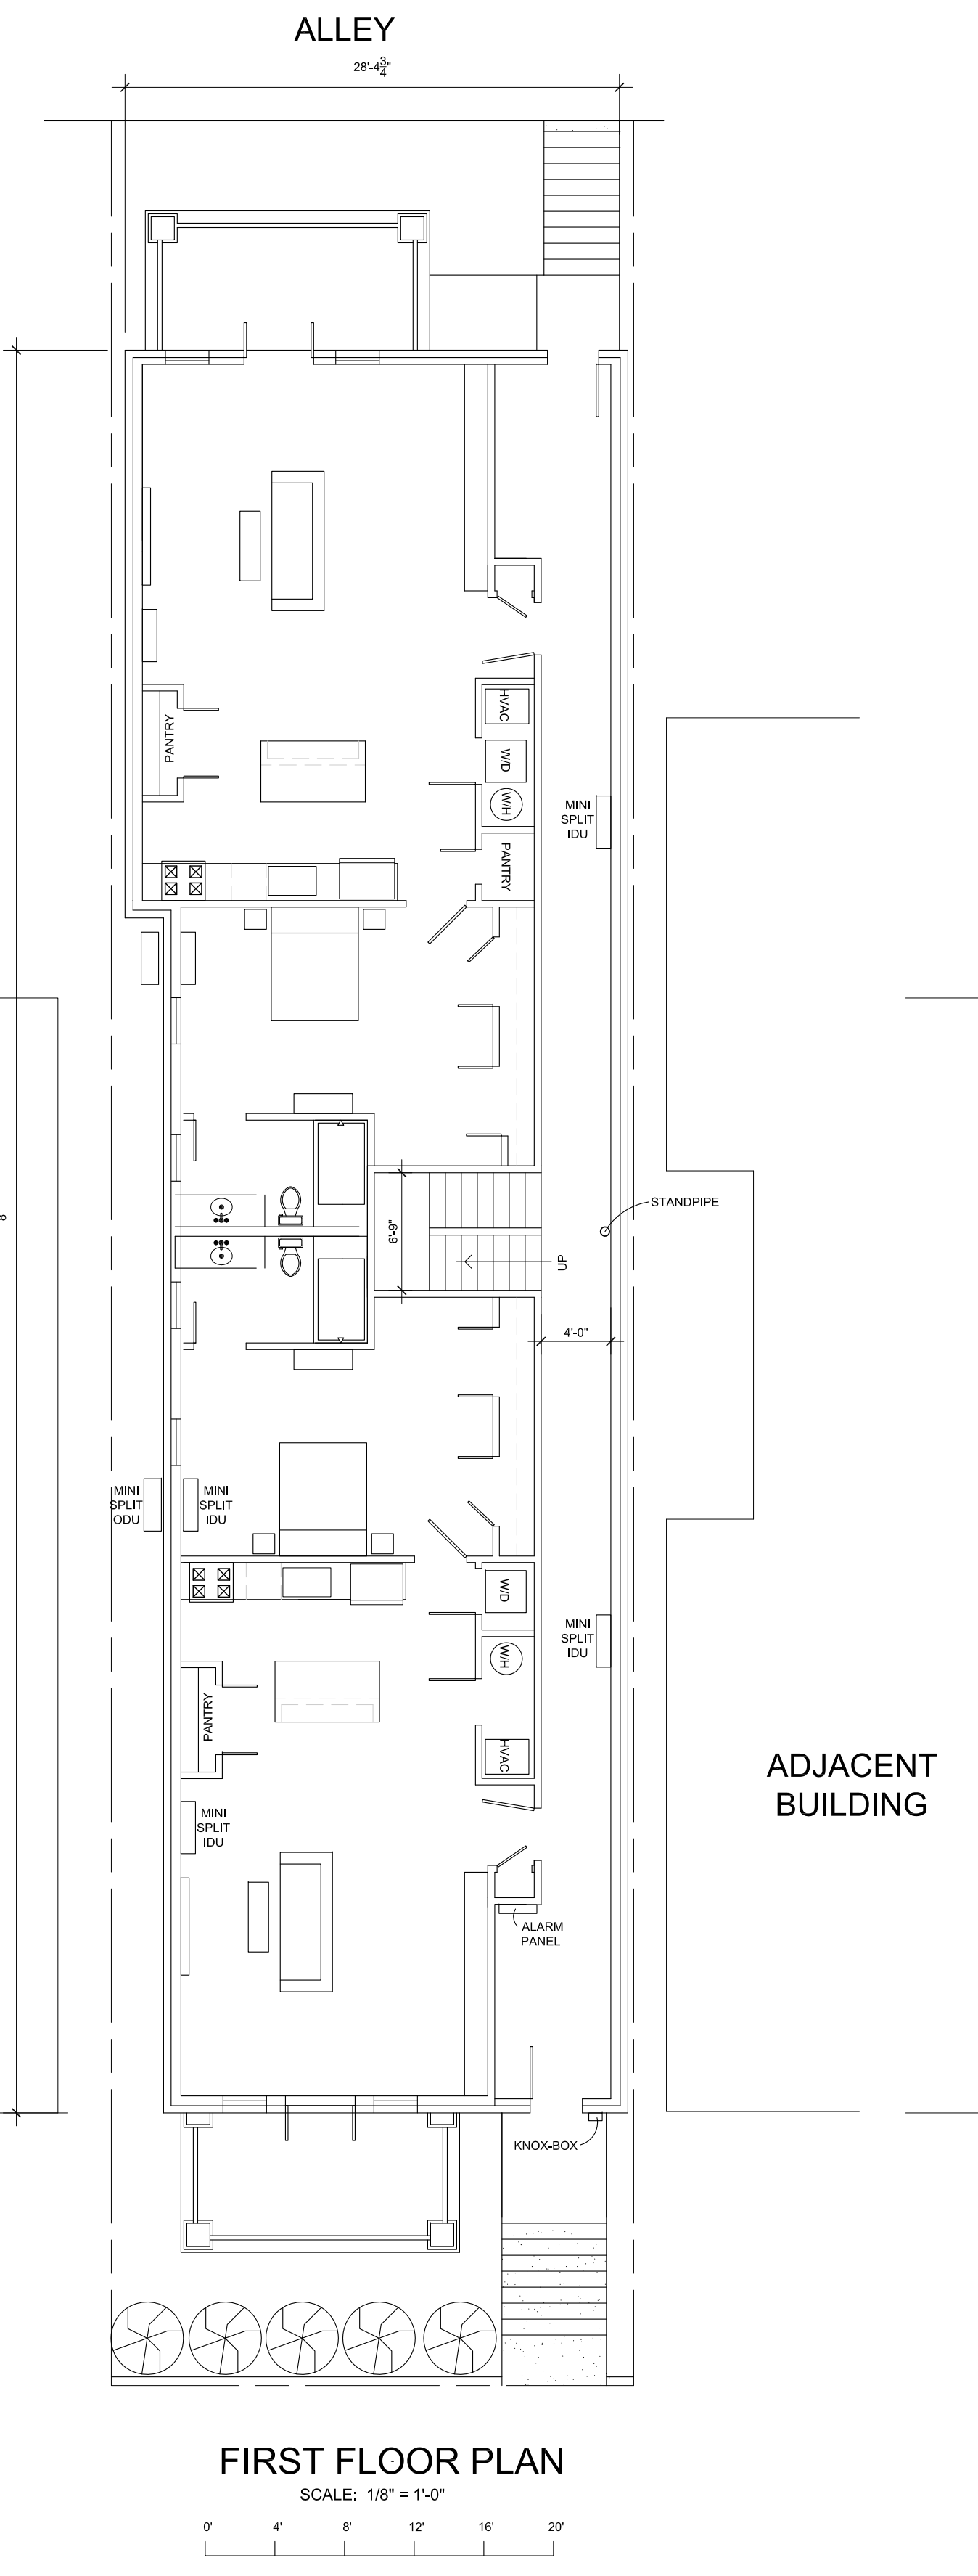 ALLEY
28'-4 3/4"
HVAC
PANTRY
W/D
W/H
MINI
SPLIT
IDU
PANTRY
STANDPIPE
8
6'-9"
UP
4'-0"
MINI
SPLIT
ODU
MINI
SPLIT
IDU
W/D
MINI
SPLIT
IDU
W/H
PANTRY
HVAC
ADJACENT
BUILDING
MINI
SPLIT
IDU
ALARM
PANEL
KNOX-BOX
FIRST FLOOR PLAN
SCALE: 1/8" = 1'-0"
0' 4' 8' 12' 16' 20'